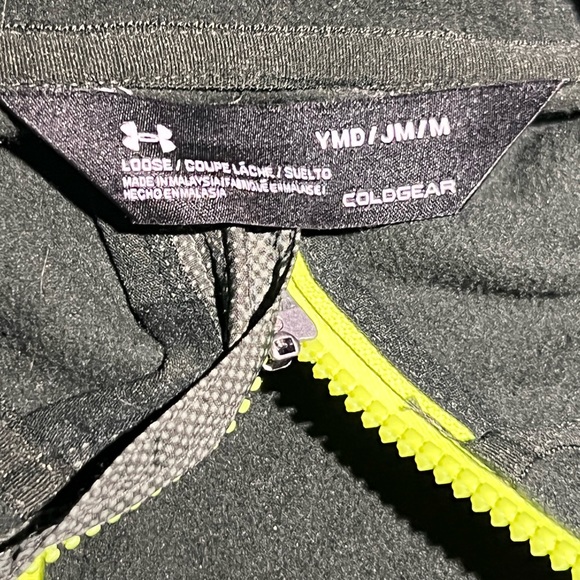 YMD/JM/M
LOOSE / COUPE LÂCHE / SUELTO
MADE IN MALAYSIA/FABRIQUÉ EN MALAISIE/
HECHO EN MALASIA
COLDGEAR